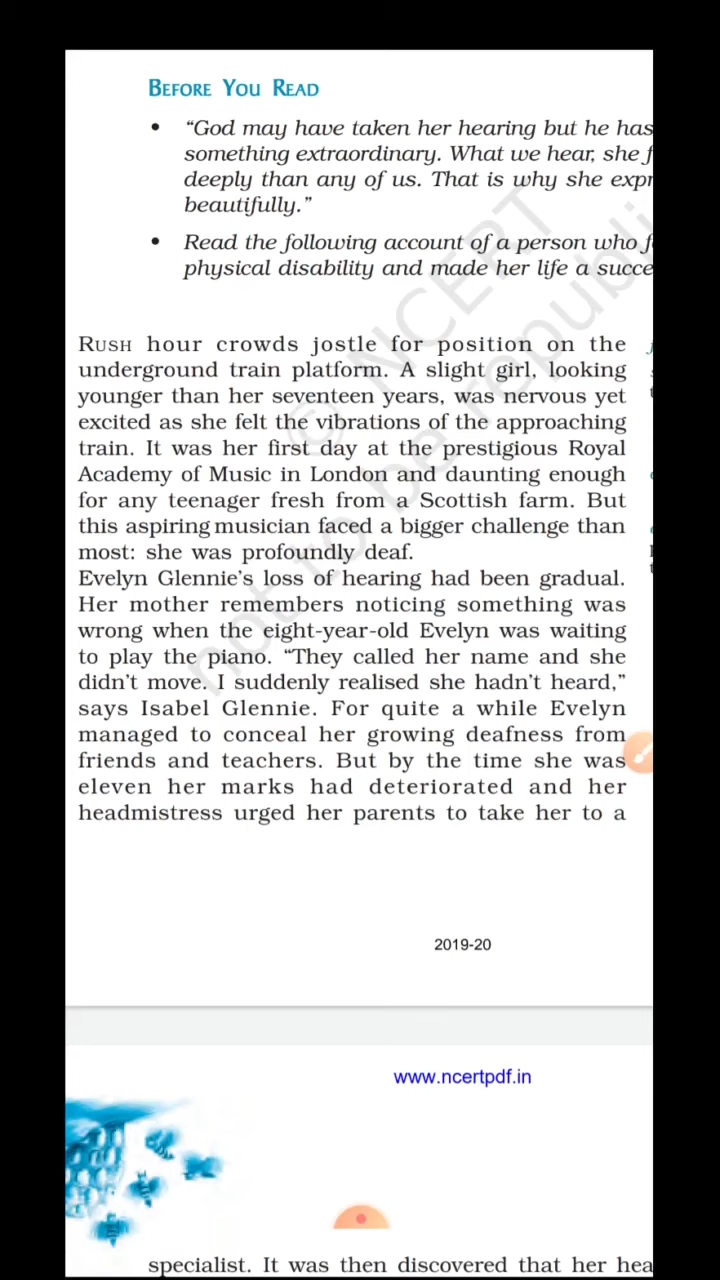 BEFORE YOU READ
• “God may have taken her hearing but he has
something extraordinary. What we hear, she f
deeply than any of us. That is why she expr
beautifully.”
• Read the following account of a person who f
physical disability and made her life a succe
RUSH hour crowds jostle for position on the
underground train platform. A slight girl, looking
younger than her seventeen years, was nervous yet
excited as she felt the vibrations of the approaching
train. It was her first day at the prestigious Royal
Academy of Music in London and daunting enough
for any teenager fresh from a Scottish farm. But
this aspiring musician faced a bigger challenge than
most: she was profoundly deaf.
Evelyn Glennie’s loss of hearing had been gradual.
Her mother remembers noticing something was
wrong when the eight-year-old Evelyn was waiting
to play the piano. “They called her name and she
didn’t move. I suddenly realised she hadn’t heard,”
says Isabel Glennie. For quite a while Evelyn
managed to conceal her growing deafness from
friends and teachers. But by the time she was
eleven her marks had deteriorated and her
headmistress urged her parents to take her to a
© NCERT
not to be republi
2019-20
www.ncertpdf.in
specialist. It was then discovered that her hea